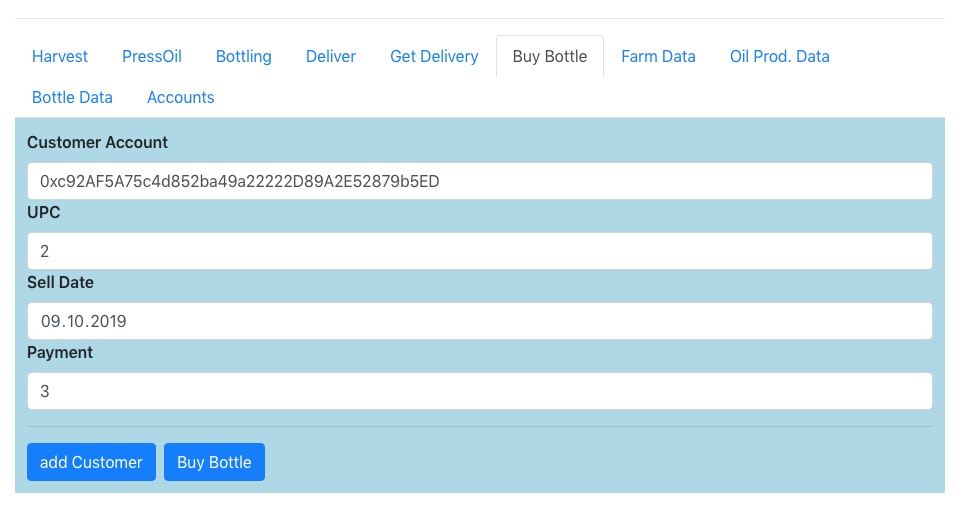 Harvest PressOil Bottling Deliver Get Delivery Buy Bottle Farm Data Oil Prod. Data
Bottle Data Accounts
Customer Account
0xc92AF5A75c4d852ba49a22222D89A2E52879b5ED
UPC
2
Sell Date
09.10.2019
Payment
3
add Customer Buy Bottle